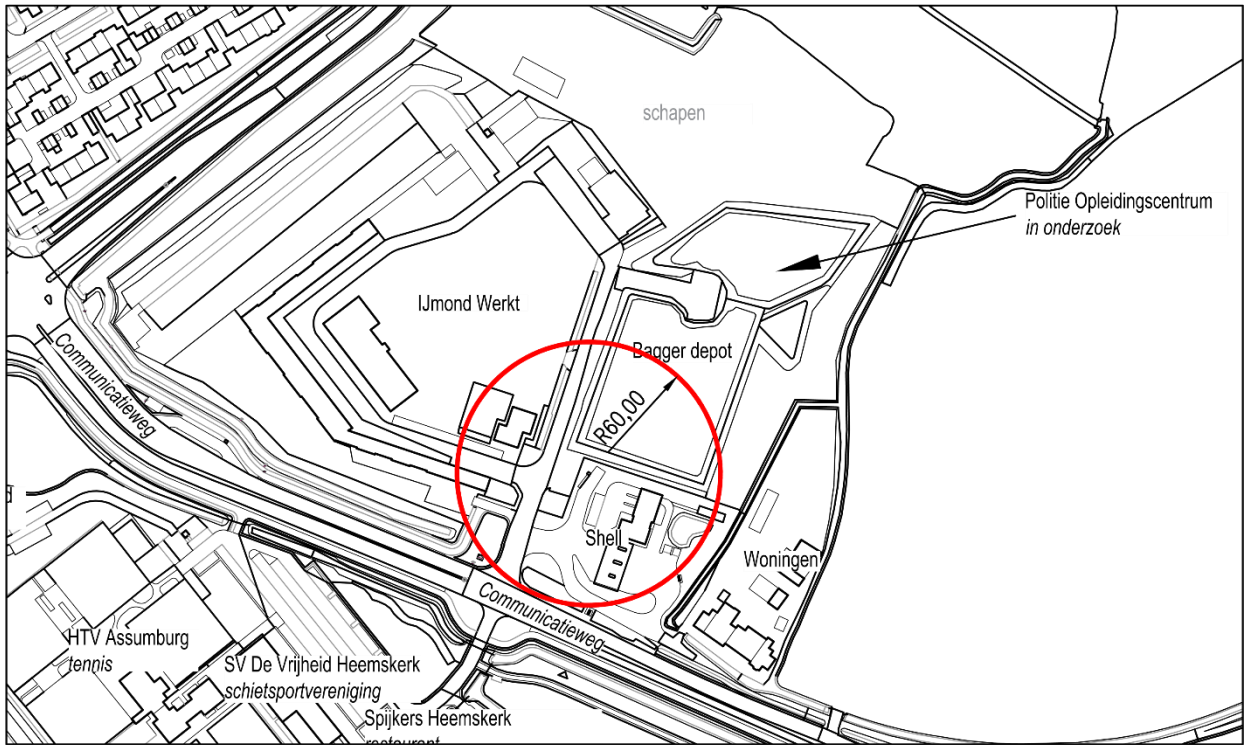 schapen
Politie Opleidingscentrum
in onderzoek
IJmond Werkt
Bagger depot
Communicatieweg
R60,00
Shell
Woningen
Communicatieweg
HTV Assumburg
tennis
SV De Vrijheid Heemskerk
schietsportvereniging
Spijkers Heemskerk
restaurant